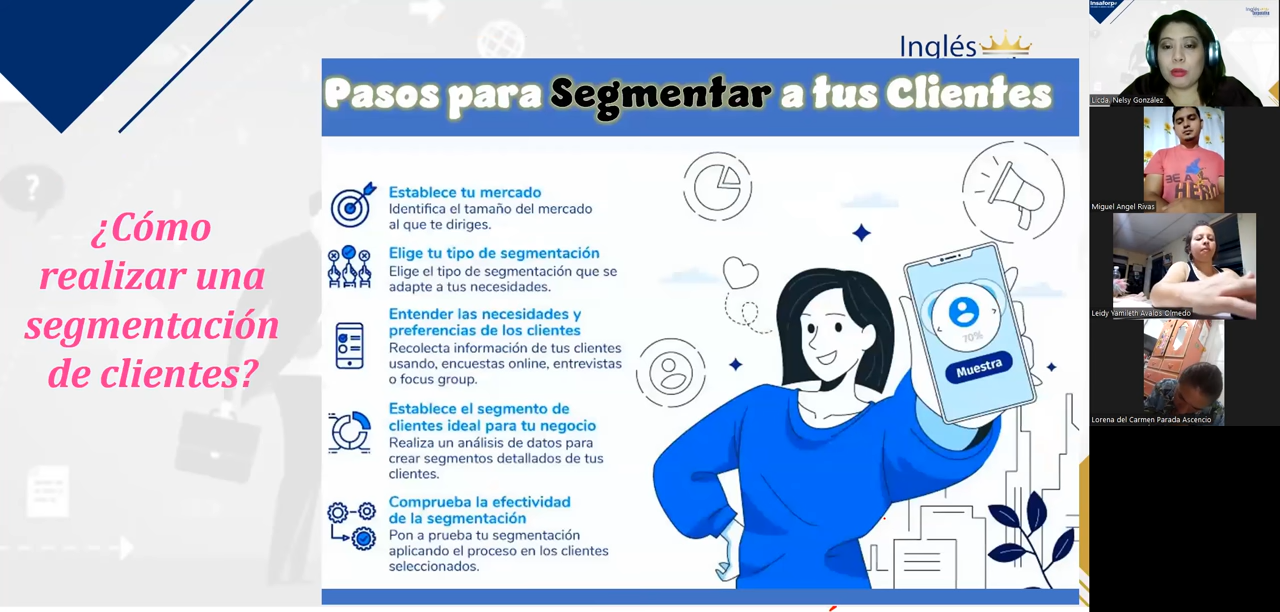 Inglés
Pasos para Segmentar a tus Clientes
¿Cómo
realizar una
segmentación
de clientes?
Establece tu mercado
Identifica el tamaño del mercado
al que te diriges.
Elige tu tipo de segmentación
Elige el tipo de segmentación que se
adapte a tus necesidades.
Entender las necesidades y
preferencias de los clientes
Recolecta información de tus clientes
usando, encuestas online, entrevistas
o focus group.
Establece el segmento de
clientes ideal para tu negocio
Realiza un análisis de datos para
crear segmentos detallados de tus
clientes.
Comprueba la efectividad
de la segmentación
Pon a prueba tu segmentación
aplicando el proceso en los clientes
seleccionados.
70%
Muestra
Insaforp
Licda. Nelsy González
Miguel Angel Rivas
BE A
HERO
Leidy Yamileth Avalos Olmedo
Lorena del Carmen Parada Ascencio